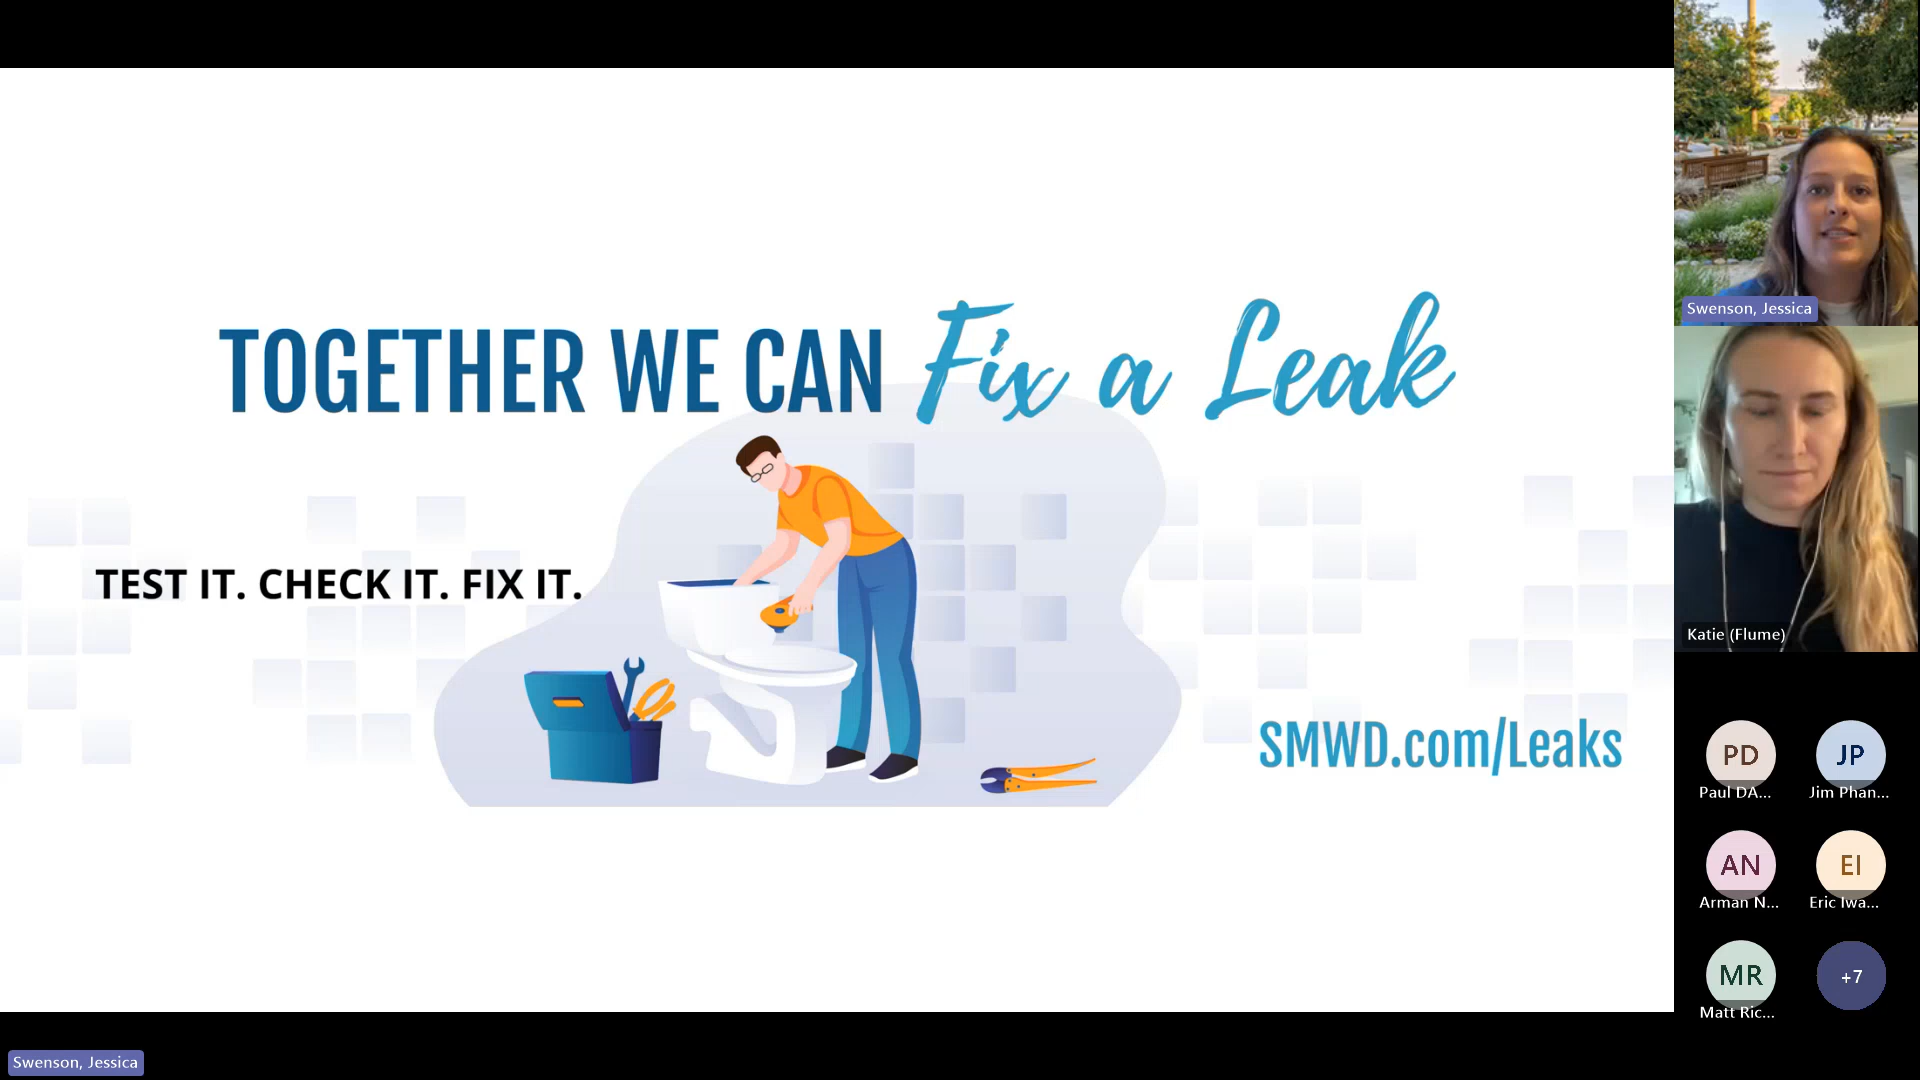 TOGETHER WE CAN Fix a Leak
TEST IT. CHECK IT. FIX IT.
SMWD.com/Leaks
Swenson, Jessica
Swenson, Jessica
Katie (Flume)
PD
Paul DA...
JP
Jim Phan...
AN
Arman N...
EI
Eric Iwa...
MR
Matt Ric...
+7